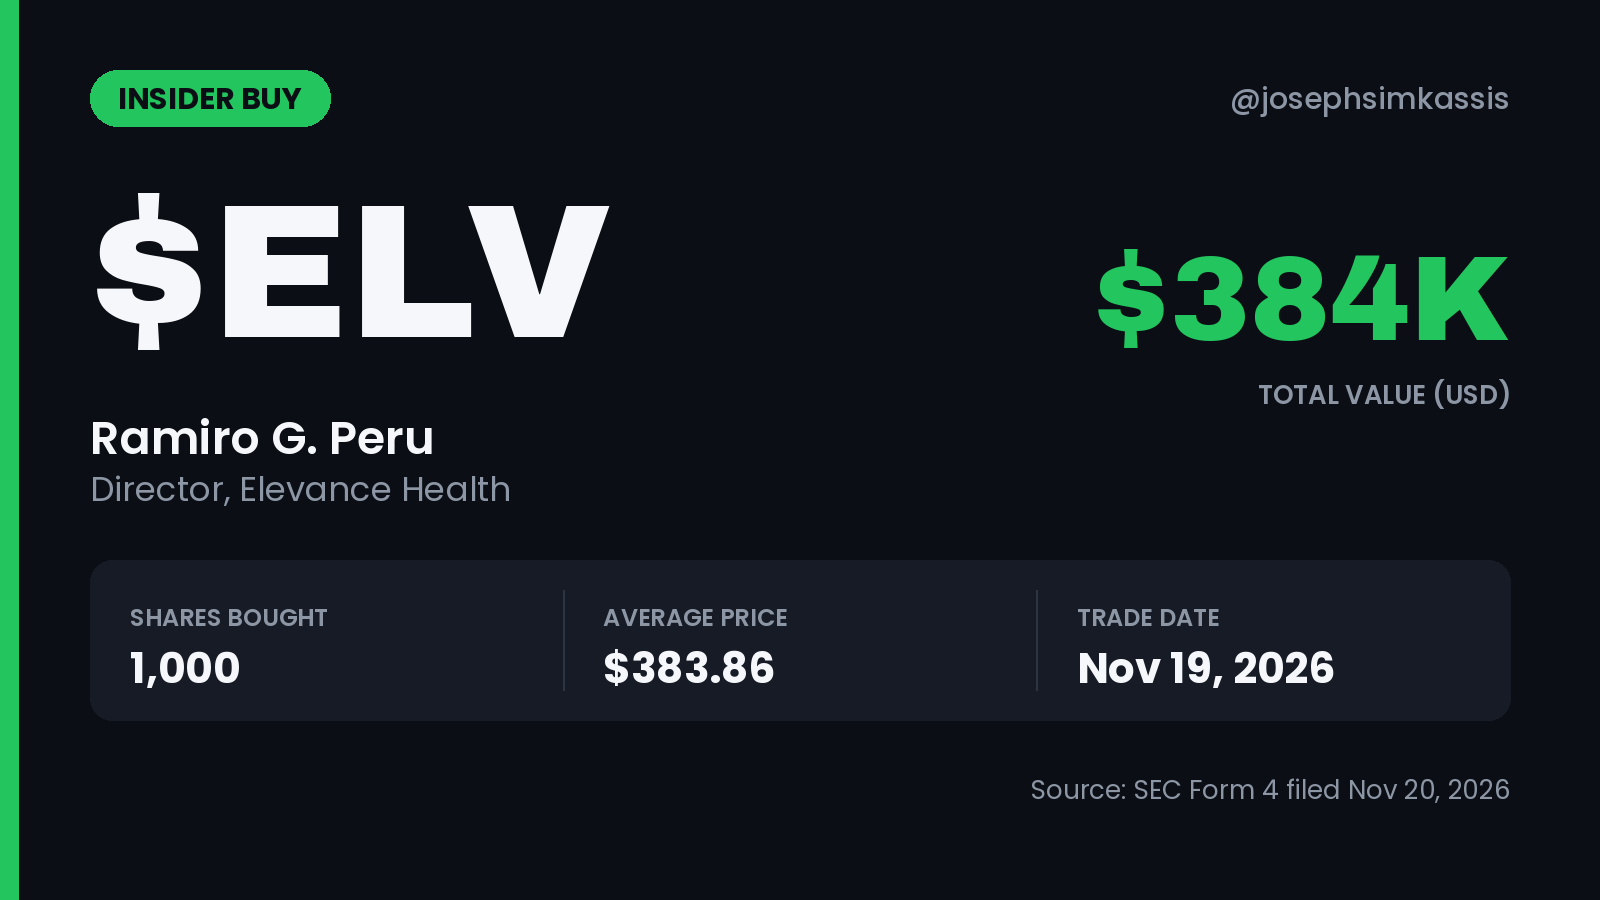 INSIDER BUY
@josephsimkassis
$ELV
$384K
TOTAL VALUE (USD)
Ramiro G. Peru
Director, Elevance Health
SHARES BOUGHT
1,000
AVERAGE PRICE
$383.86
TRADE DATE
Nov 19, 2026
Source: SEC Form 4 filed Nov 20, 2026